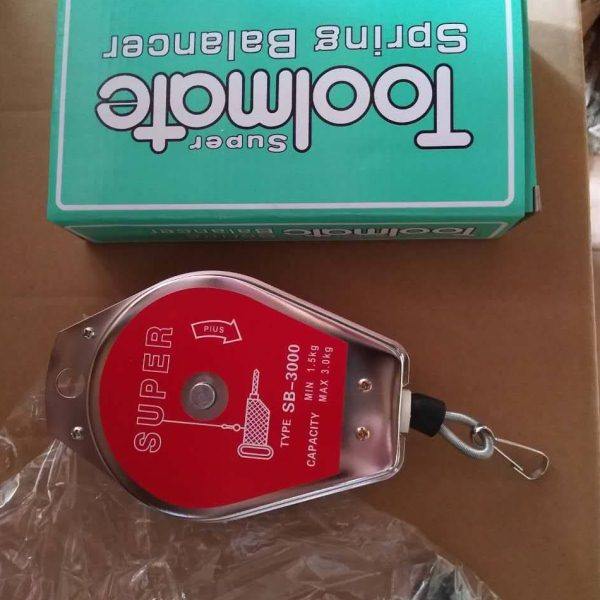 Super
Toolmate
Spring Balancer
Toolmate Balancer
SUPER
PIUS
TYPE SB-3000
CAPACITY MIN 1.5kg
MAX 3.0kg